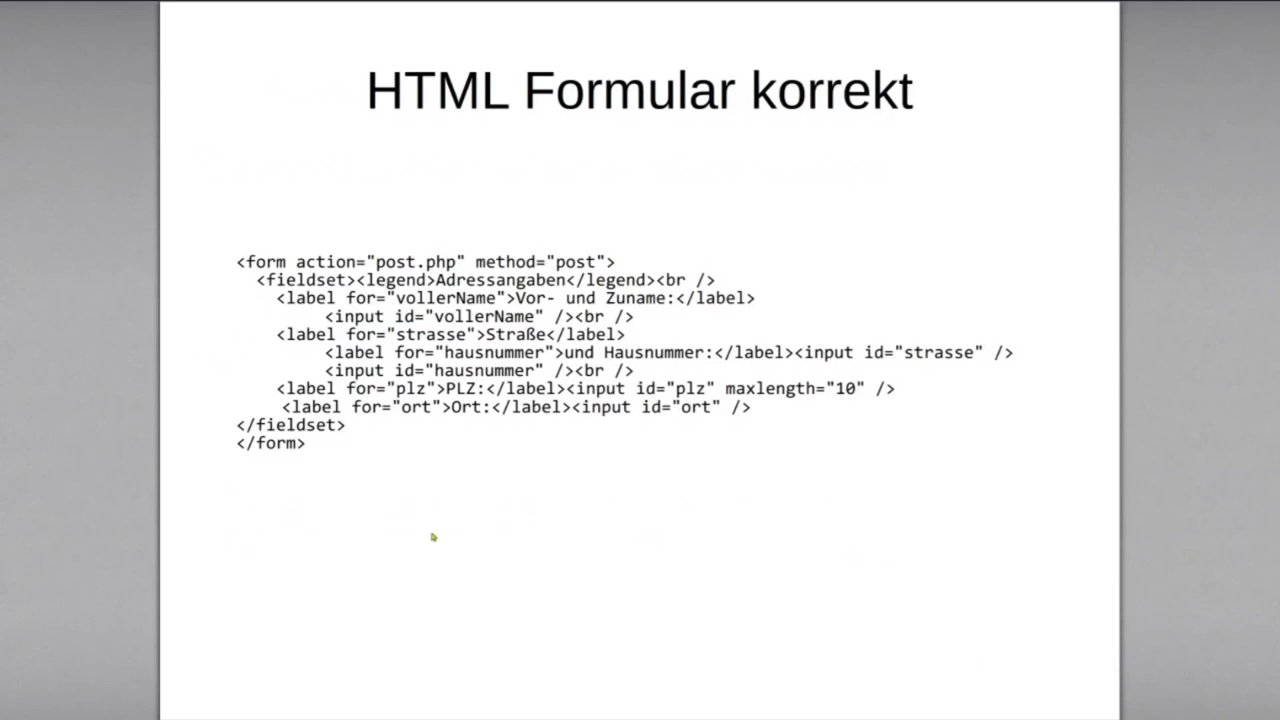 HTML Formular korrekt
<form action="post.php" method="post">
<fieldset><legend>Adressangaben</legend><br />
<label for="vollerName">Vor- und Zuname:</label>
<input id="vollerName" /><br />
<label for="strasse">Straße</label>
<label for="hausnummer">und Hausnummer:</label><input id="strasse" />
<input id="hausnummer" /><br />
<label for="plz">PLZ:</label><input id="plz" maxlength="10" />
<label for="ort">Ort:</label><input id="ort" />
</fieldset>
</form>